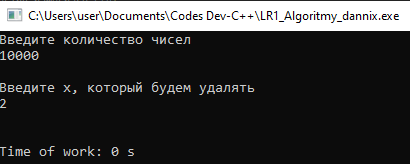 C:\Users\user\Documents\Codes Dev-C++\LR1_Algoritmy_dannix.exe
Введите количество чисел
10000
Введите x, который будем удалять
2
Time of work: 0 s